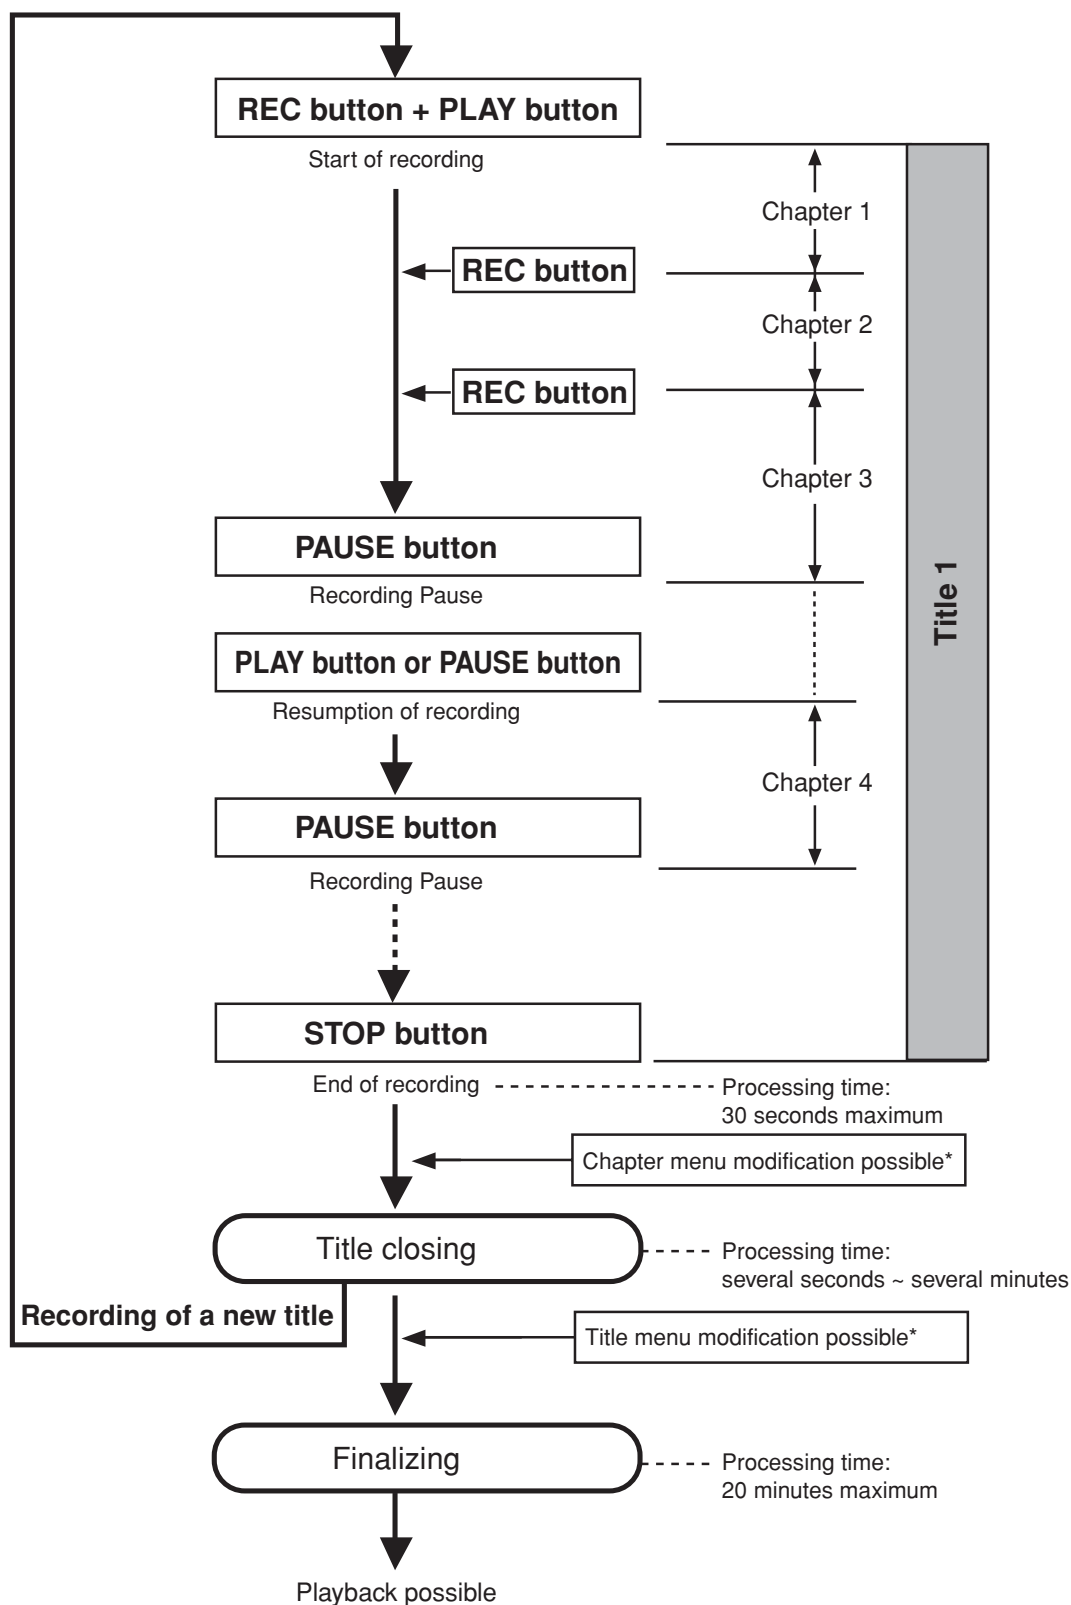 REC button + PLAY button
Start of recording
Chapter 1
REC button
Chapter 2
REC button
Chapter 3
PAUSE button
Recording Pause
Title 1
PLAY button or PAUSE button
Resumption of recording
Chapter 4
PAUSE button
Recording Pause
STOP button
End of recording
Processing time:
30 seconds maximum
Chapter menu modification possible*
Title closing
Processing time:
several seconds ~ several minutes
Recording of a new title
Title menu modification possible*
Finalizing
Processing time:
20 minutes maximum
Playback possible